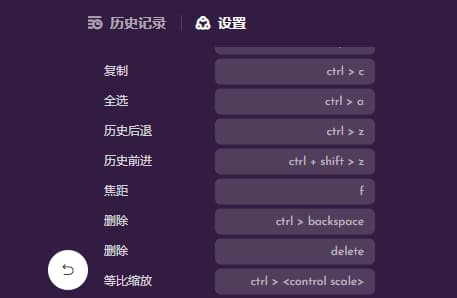 历史记录 设置
复制 ctrl > c
全选 ctrl > a
历史后退 ctrl > z
历史前进 ctrl + shift > z
焦距 f
删除 ctrl > backspace
删除 delete
等比缩放 ctrl > <control scale>